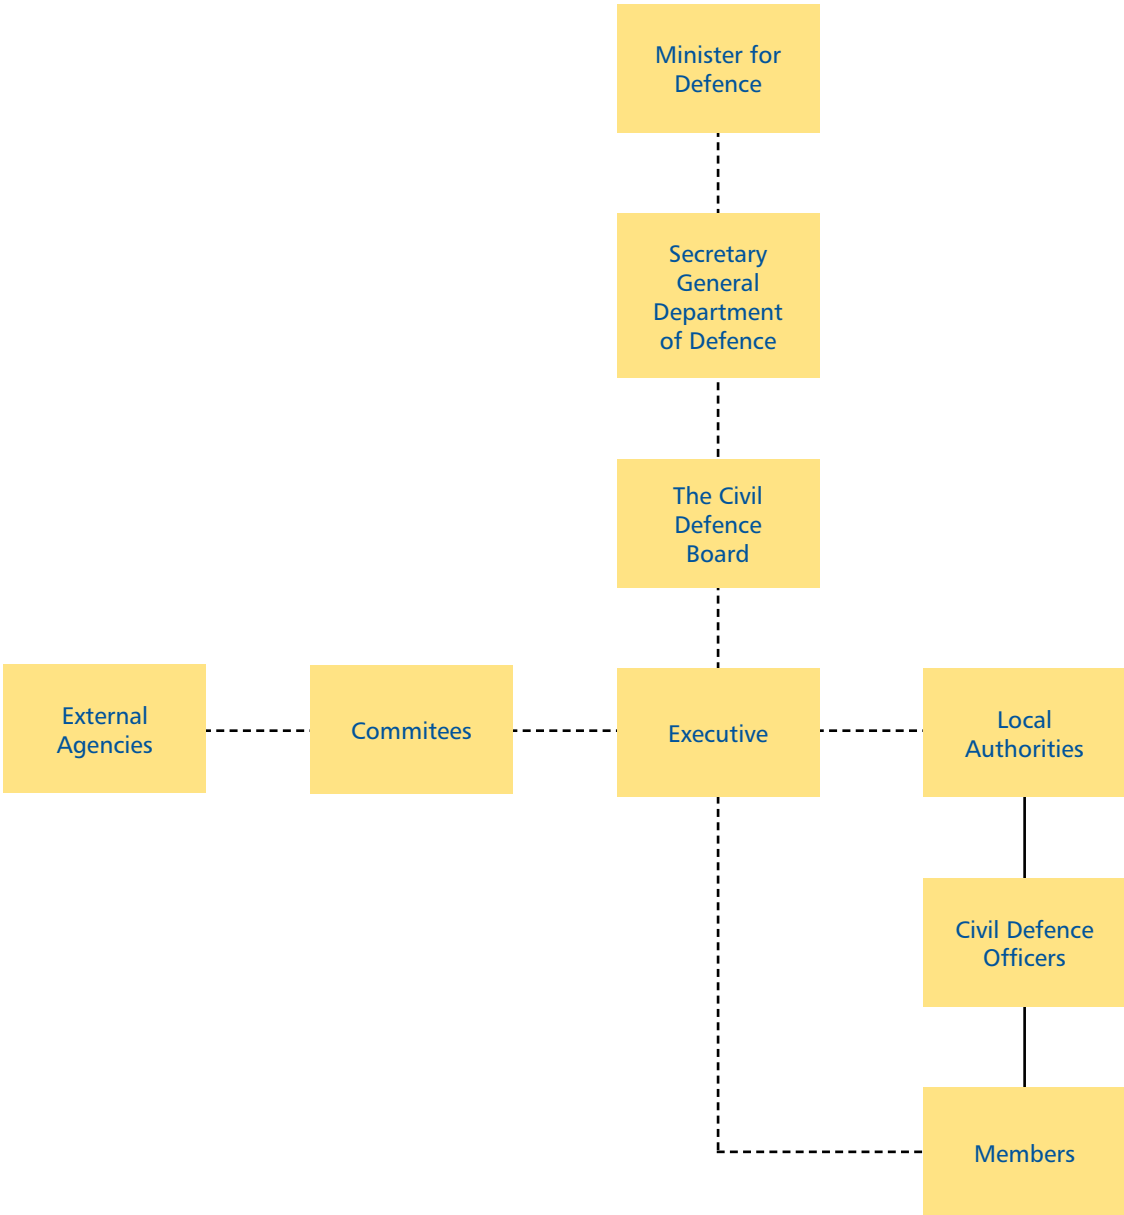 Minister for
Defence
Secretary
General
Department
of Defence
The Civil
Defence
Board
External
Agencies
Commitees
Executive
Local
Authorities
Civil Defence
Officers
Members